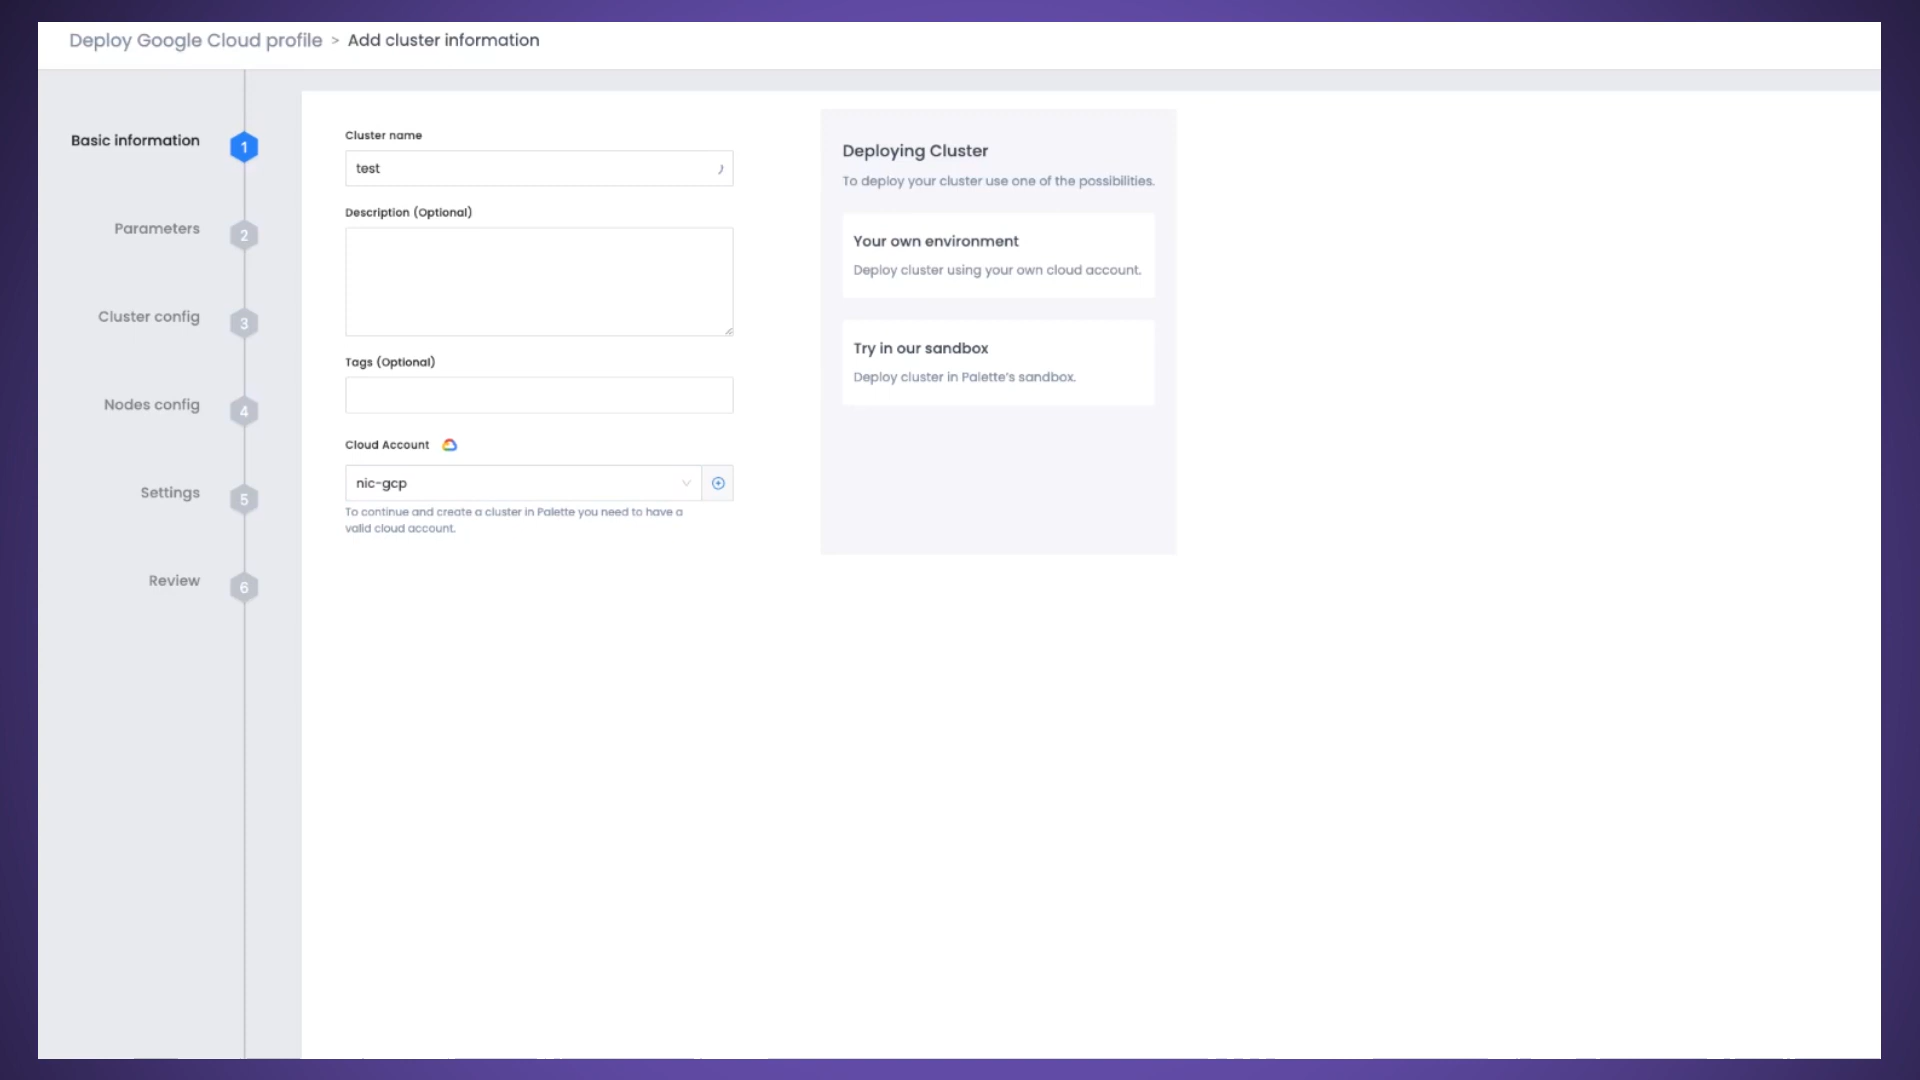 Deploy Google Cloud profile > Add cluster information
Basic information
1
Parameters
2
Cluster config
3
Nodes config
4
Settings
5
Review
6
Cluster name
test
Description (Optional)
Tags (Optional)
Cloud Account
nic-gcp
To continue and create a cluster in Palette you need to have a
valid cloud account.
Deploying Cluster
To deploy your cluster use one of the possibilities.
Your own environment
Deploy cluster using your own cloud account.
Try in our sandbox
Deploy cluster in Palette's sandbox.